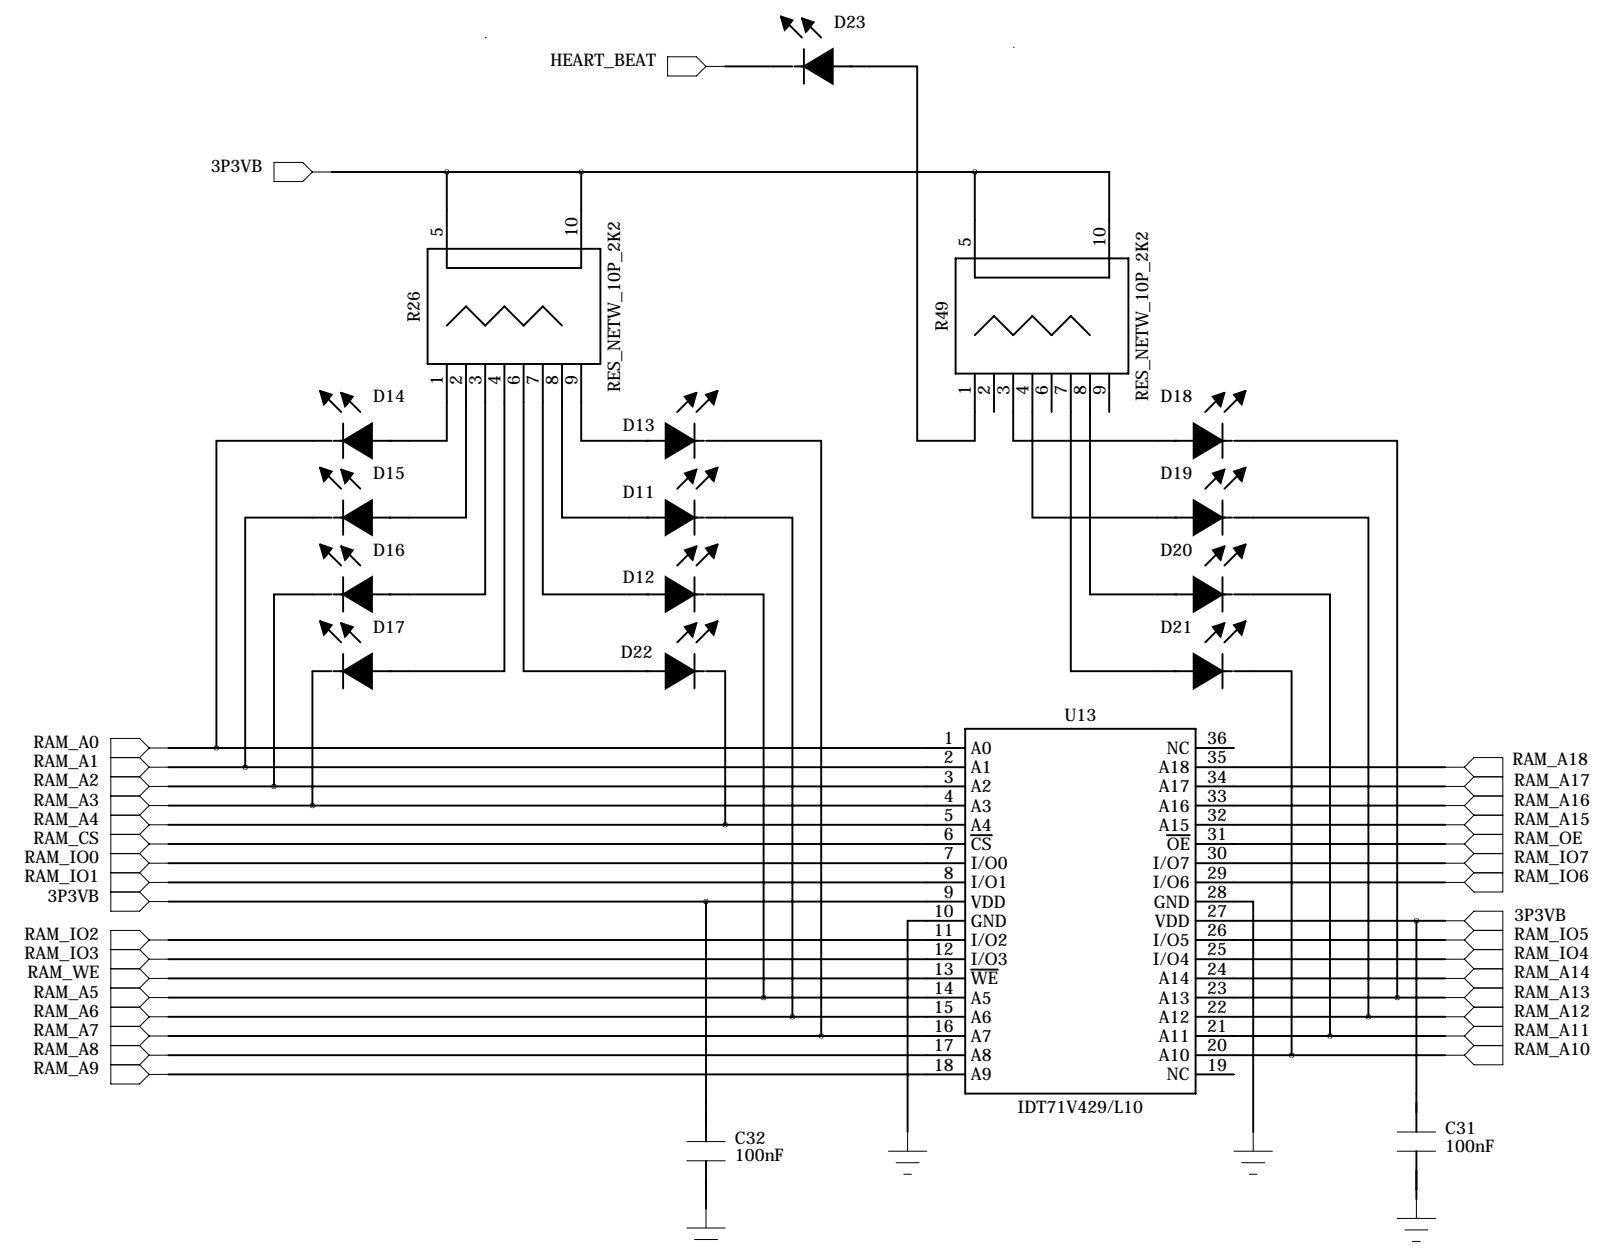 D23
HEART_BEAT
3P3VB
5
10
R26
RES_NETW_10P_2K2
1
2
3
4
6
7
8
9
5
10
R49
RES_NETW_10P_2K2
1
2
3
4
6
7
8
9
D14
D13
D18
D15
D11
D19
D16
D12
D20
D17
D22
D21
U13
RAM_A0 1 A0 NC 36
RAM_A1 2 A1 A18 35 RAM_A18
RAM_A2 3 A2 A17 34 RAM_A17
RAM_A3 4 A3 A16 33 RAM_A16
RAM_A4 5 A4 A15 32 RAM_A15
RAM_CS 6 CS OE 31 RAM_OE
RAM_IO0 7 I/O0 I/O7 30 RAM_IO7
RAM_IO1 8 I/O1 I/O6 29 RAM_IO6
3P3VB 9 VDD GND 28
10 GND VDD 27 3P3VB
RAM_IO2 11 I/O2 I/O5 26 RAM_IO5
RAM_IO3 12 I/O3 I/O4 25 RAM_IO4
RAM_WE 13 WE A14 24 RAM_A14
RAM_A5 14 A5 A13 23 RAM_A13
RAM_A6 15 A6 A12 22 RAM_A12
RAM_A7 16 A7 A11 21 RAM_A11
RAM_A8 17 A8 A10 20 RAM_A10
RAM_A9 18 A9 NC 19
IDT71V429/L10
C32
100nF
C31
100nF